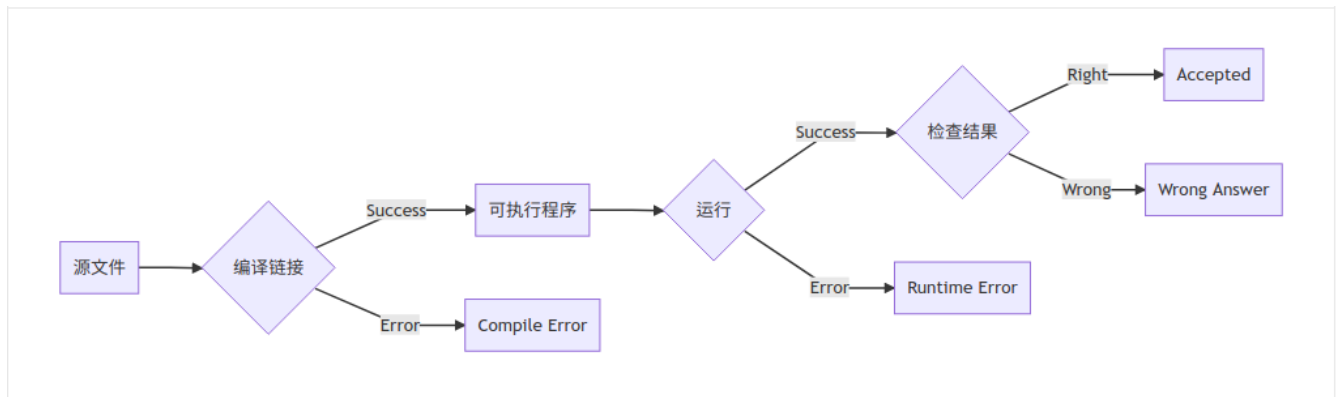 源文件
编译链接
Success
Error
可执行程序
Compile Error
运行
Success
Error
检查结果
Runtime Error
Right
Wrong
Accepted
Wrong Answer